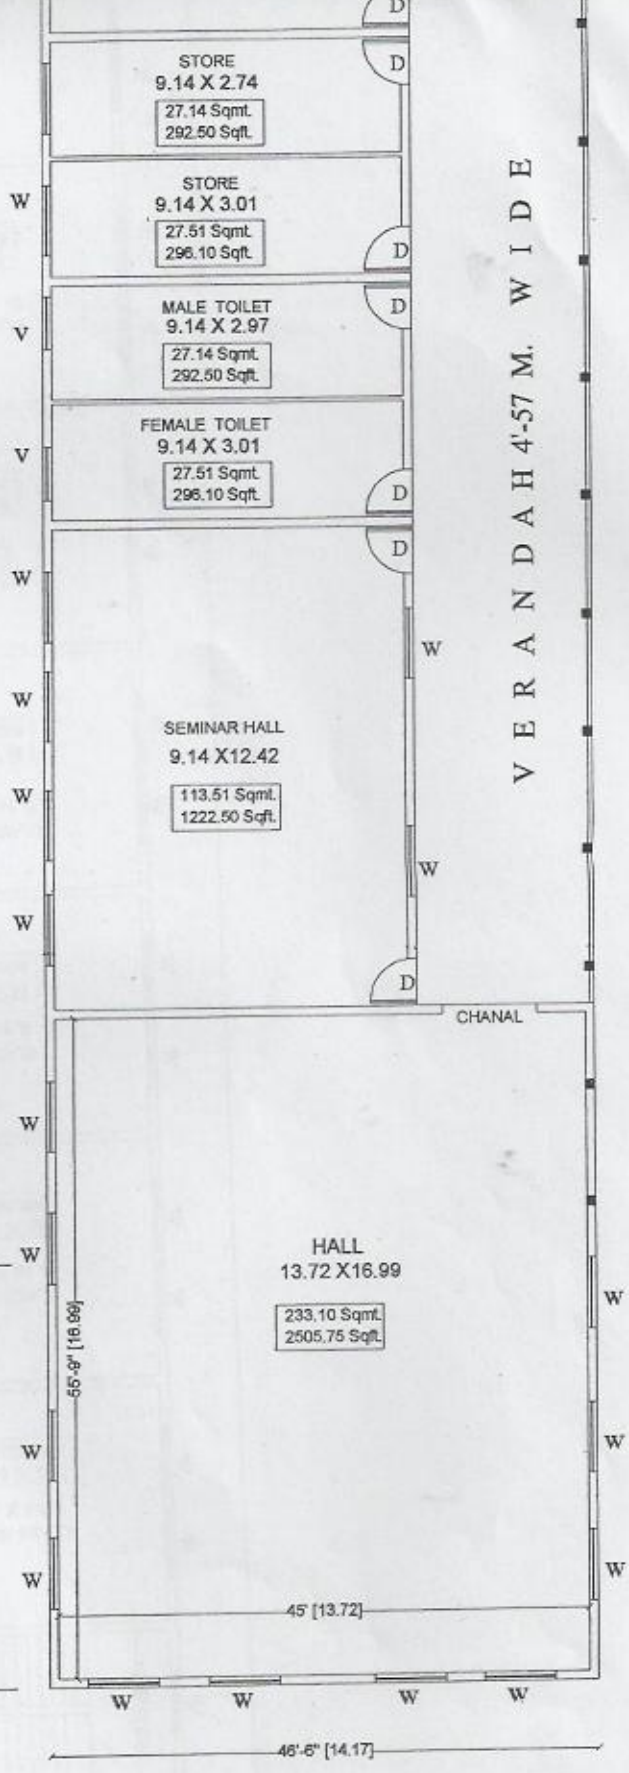 D
STORE
9.14 X 2.74
27.14 Sqmt.
292.50 Sqft.
D
W
STORE
9.14 X 3.01
27.51 Sqmt.
296.10 Sqft.
D
V
MALE TOILET
9.14 X 2.97
27.14 Sqmt.
292.50 Sqft.
D
V
FEMALE TOILET
9.14 X 3.01
27.51 Sqmt.
296.10 Sqft.
D
VERANDAH 4'-57 M. WIDE
D
W
W
W
W
SEMINAR HALL
9.14 X12.42
113.51 Sqmt.
1222.50 Sqft.
W
W
D
CHANAL
W
W
W
W
HALL
13.72 X16.99
233.10 Sqmt.
2505.75 Sqft.
55'-9" [16.99]
W
W
W
45' [13.72]
W
W
W
W
46'-6" [14.17]